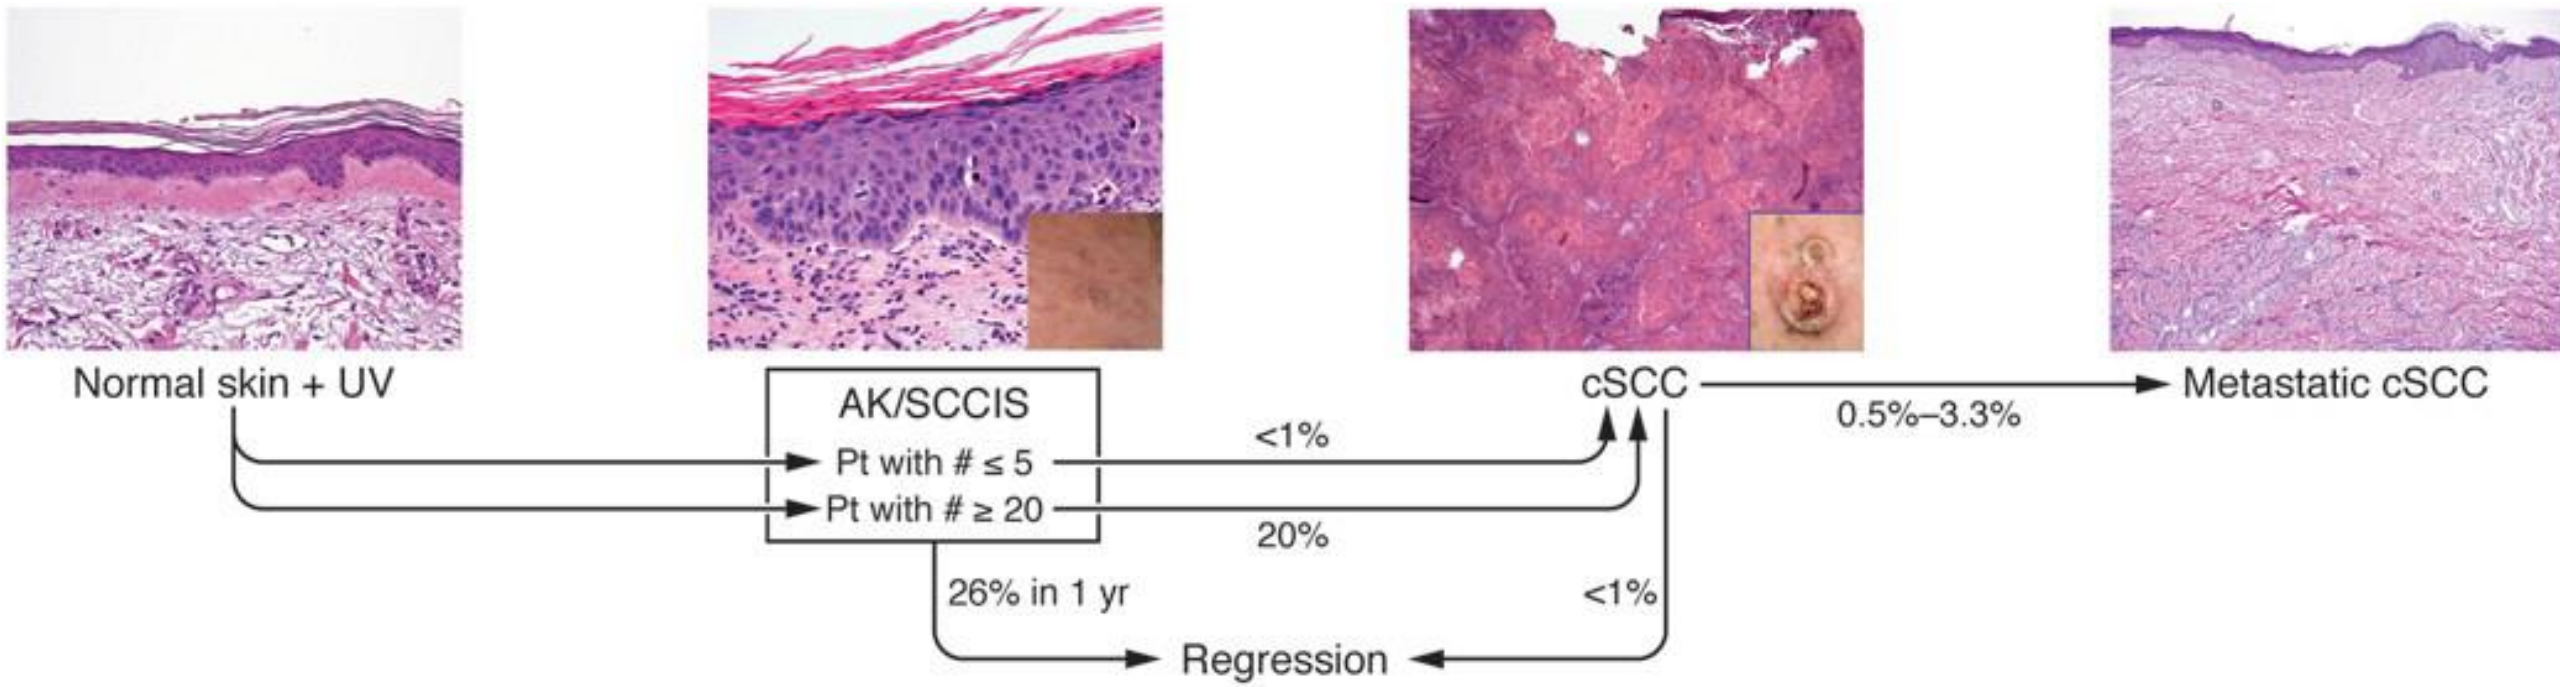 Normal skin + UV
AK/SCCIS
Pt with # ≤ 5
Pt with # ≥ 20
<1%
20%
cSCC
0.5%–3.3%
Metastatic cSCC
26% in 1 yr
<1%
Regression